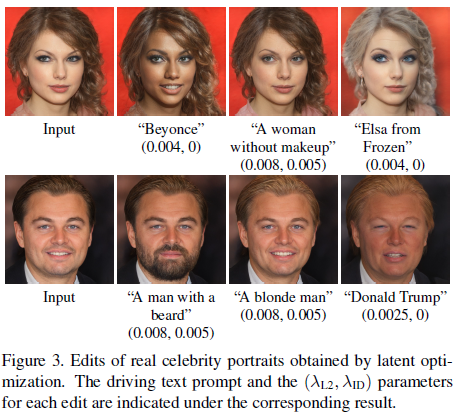 Input
"Beyonce"
(0.004, 0)
"A woman
without makeup"
(0.008, 0.005)
"Elsa from
Frozen"
(0.004, 0)
Input
"A man with a
beard"
(0.008, 0.005)
"A blonde man"
(0.008, 0.005)
"Donald Trump"
(0.0025, 0)
Figure 3. Edits of real celebrity portraits obtained by latent opti-
mization. The driving text prompt and the (λL2, λID) parameters
for each edit are indicated under the corresponding result.